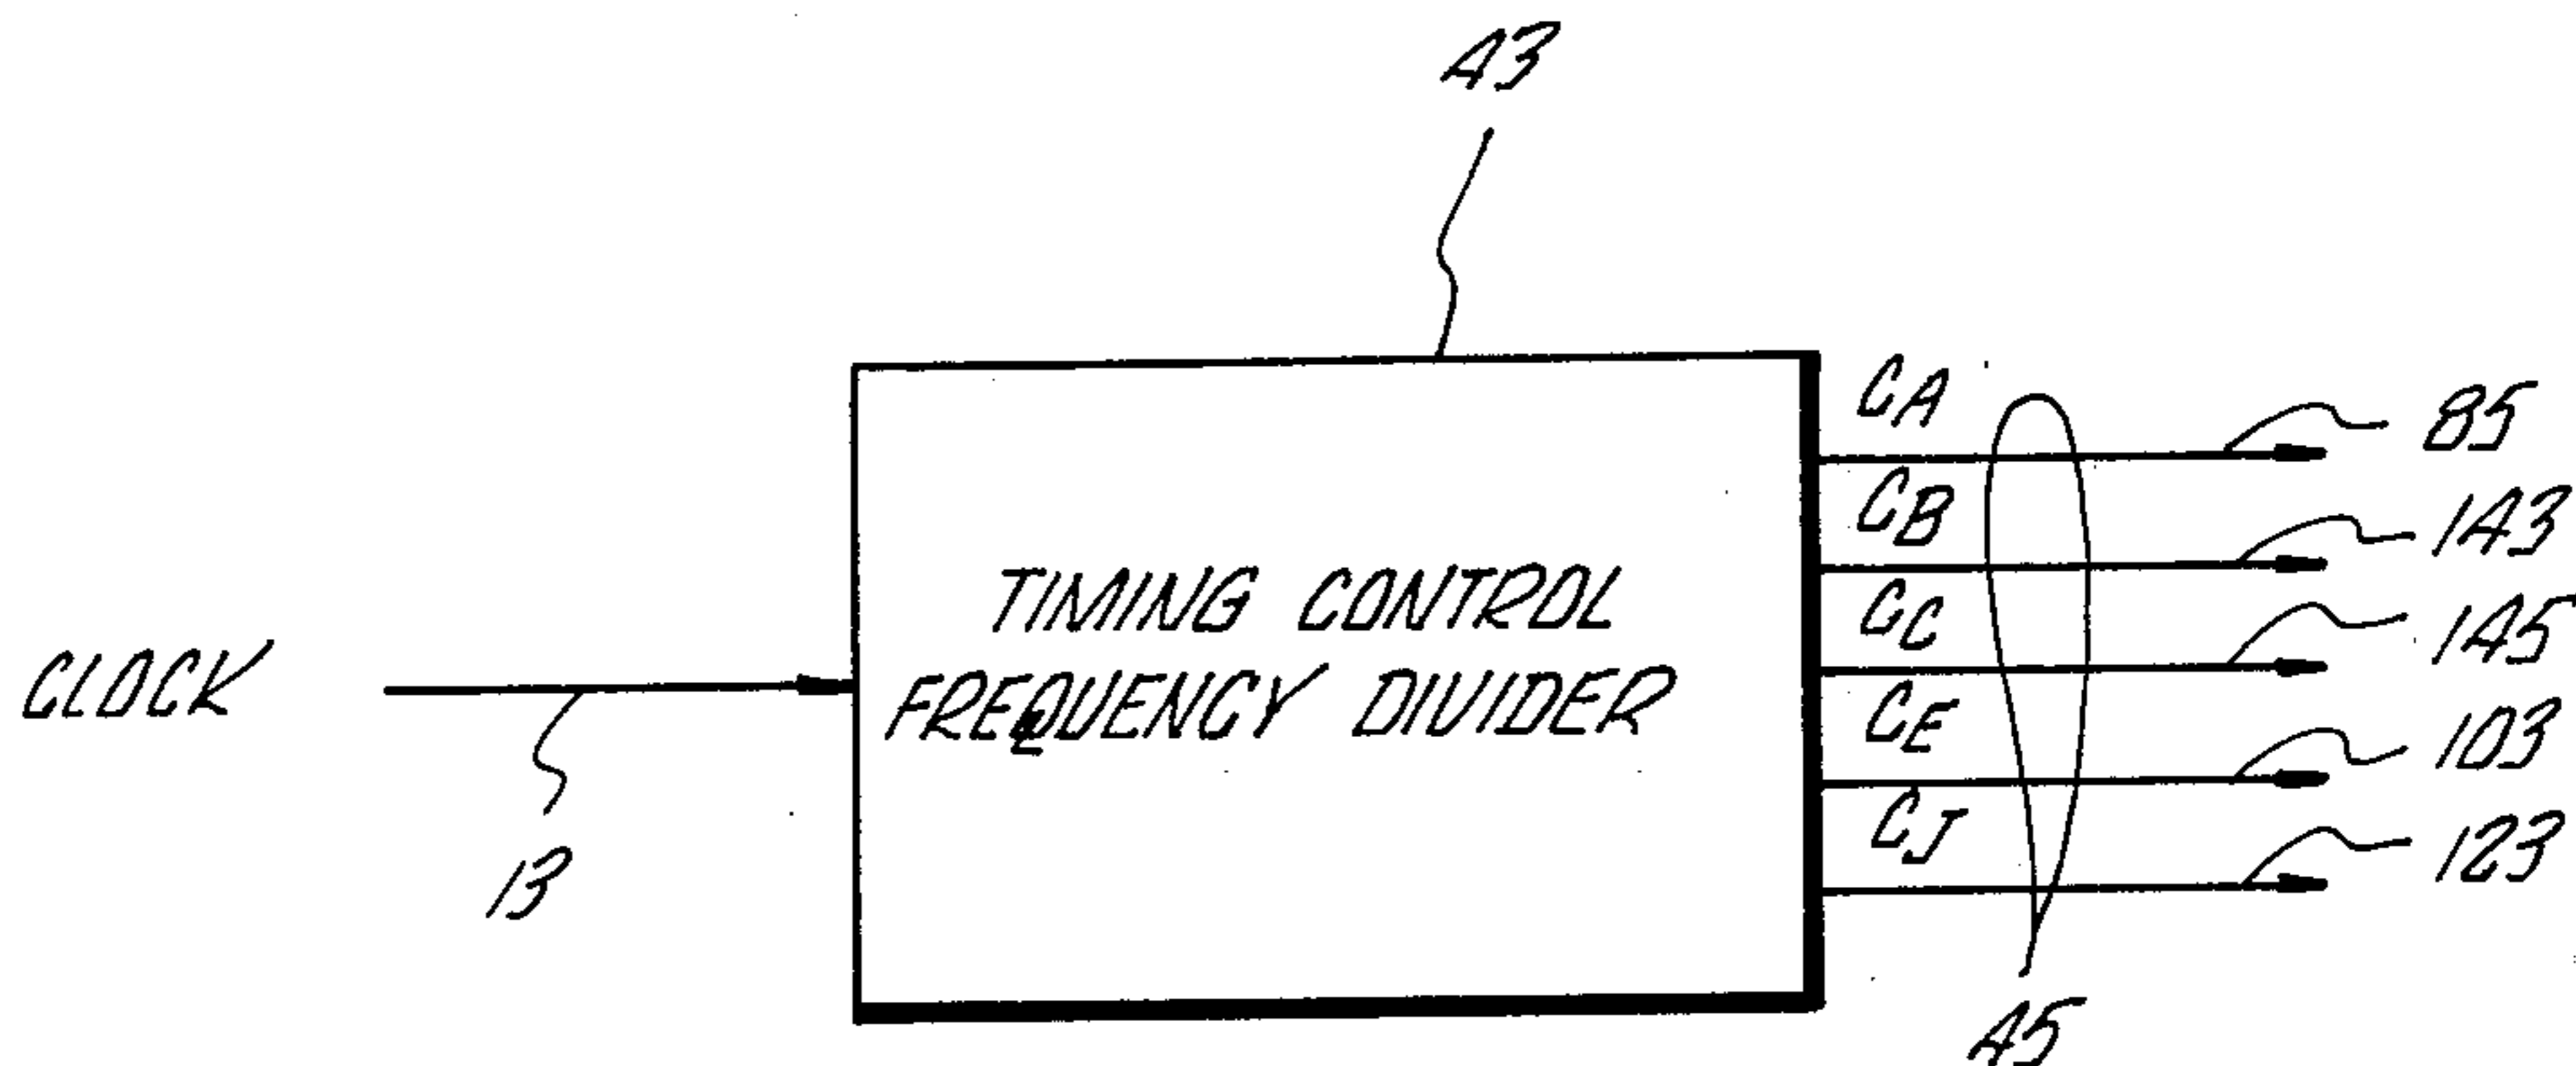 43
CA
85
CB
143
TIMING CONTROL
CC
145
CLOCK
FREQUENCY DIVIDER
CE
103
CJ
123
13
45